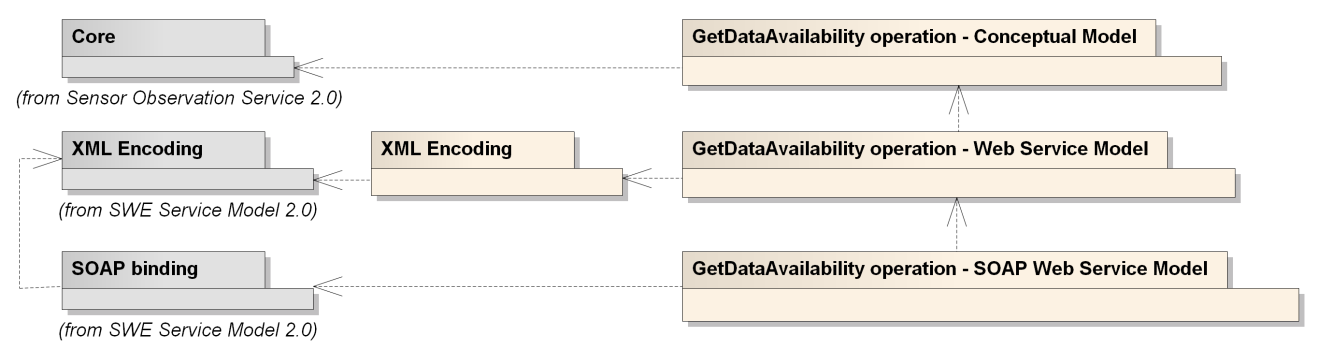 Core
GetDataAvailability operation - Conceptual Model
(from Sensor Observation Service 2.0)
XML Encoding
XML Encoding
GetDataAvailability operation - Web Service Model
(from SWE Service Model 2.0)
SOAP binding
GetDataAvailability operation - SOAP Web Service Model
(from SWE Service Model 2.0)